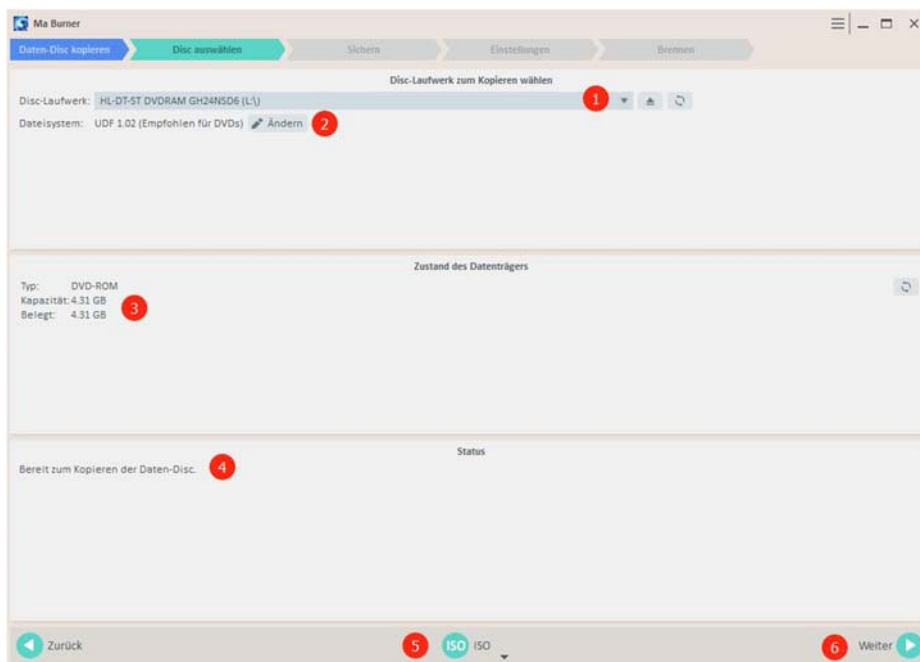 Ma Burner
Daten-Disc kopieren Disc auswählen Sichern Einstellungen Brennen
Disc-Laufwerk zum Kopieren wählen
Disc-Laufwerk: HL-DT-ST DVDRAM GH24NSD6 (L:\) 1
Dateisystem: UDF 1.02 (Empfohlen für DVDs) Ändern 2
Zustand des Datenträgers
Typ: DVD-ROM
Kapazität: 4.31 GB 3
Belegt: 4.31 GB
Status
Bereit zum Kopieren der Daten-Disc. 4
Zurück 5 ISO ISO 6 Weiter